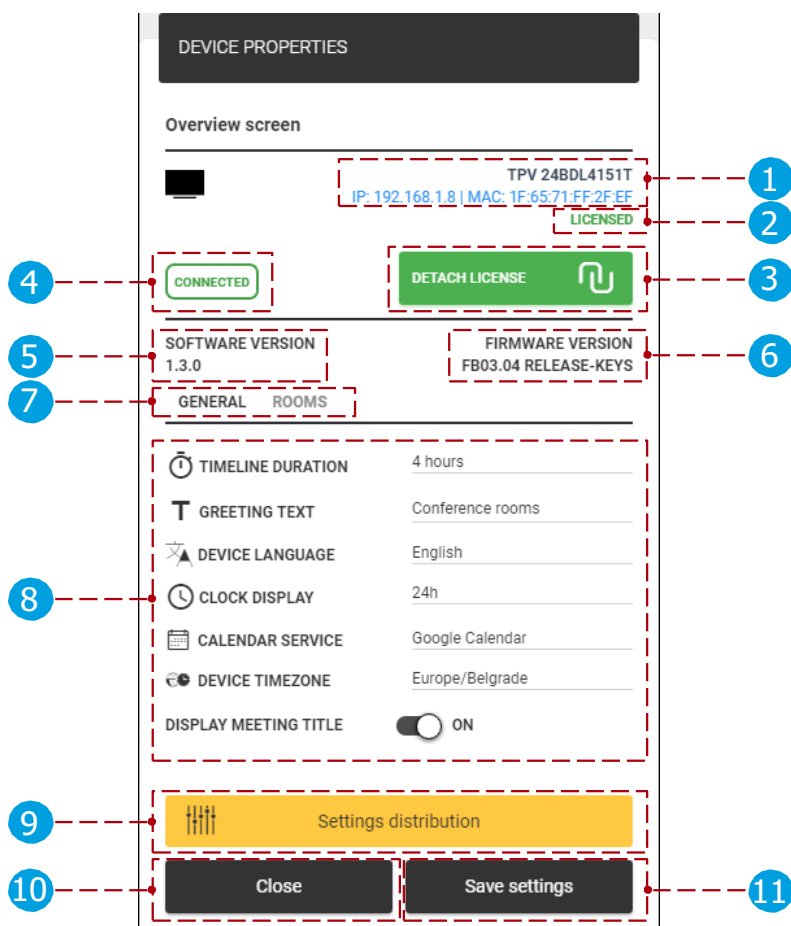 DEVICE PROPERTIES
Overview screen
TPV 24BDL4151T
IP: 192.168.1.8 | MAC: 1F:65:71:FF:2F:EF
1
LICENSED
2
4
CONNECTED
DETACH LICENSE
3
5
SOFTWARE VERSION
1.3.0
FIRMWARE VERSION
FB03.04 RELEASE-KEYS
6
7
GENERAL ROOMS
8
TIMELINE DURATION 4 hours
GREETING TEXT Conference rooms
DEVICE LANGUAGE English
CLOCK DISPLAY 24h
CALENDAR SERVICE Google Calendar
DEVICE TIMEZONE Europe/Belgrade
DISPLAY MEETING TITLE ON
9
Settings distribution
10
Close
Save settings
11